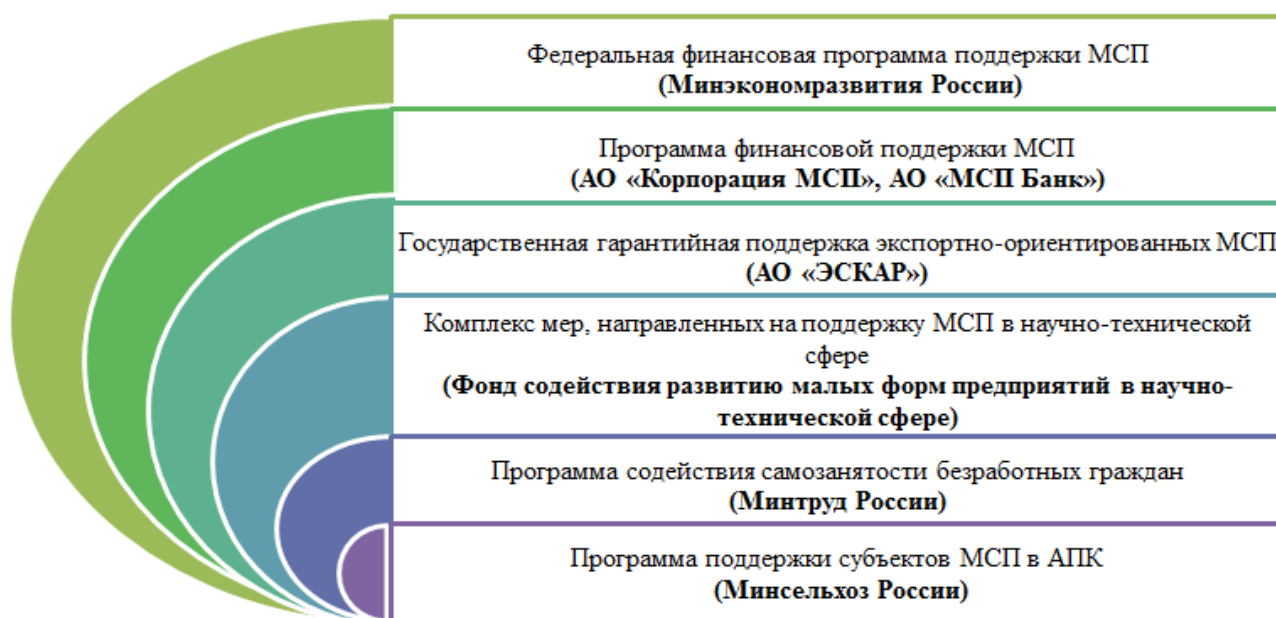 Федеральная финансовая программа поддержки МСП
(Минэкономразвития России)
Программа финансовой поддержки МСП
(АО «Корпорация МСП», АО «МСП Банк»)
Государственная гарантийная поддержка экспортно-ориентированных МСП
(АО «ЭСКАР»)
Комплекс мер, направленных на поддержку МСП в научно-технической
сфере
(Фонд содействия развитию малых форм предприятий в научно-
технической сфере)
Программа содействия самозанятости безработных граждан
(Минтруд России)
Программа поддержки субъектов МСП в АПК
(Минсельхоз России)